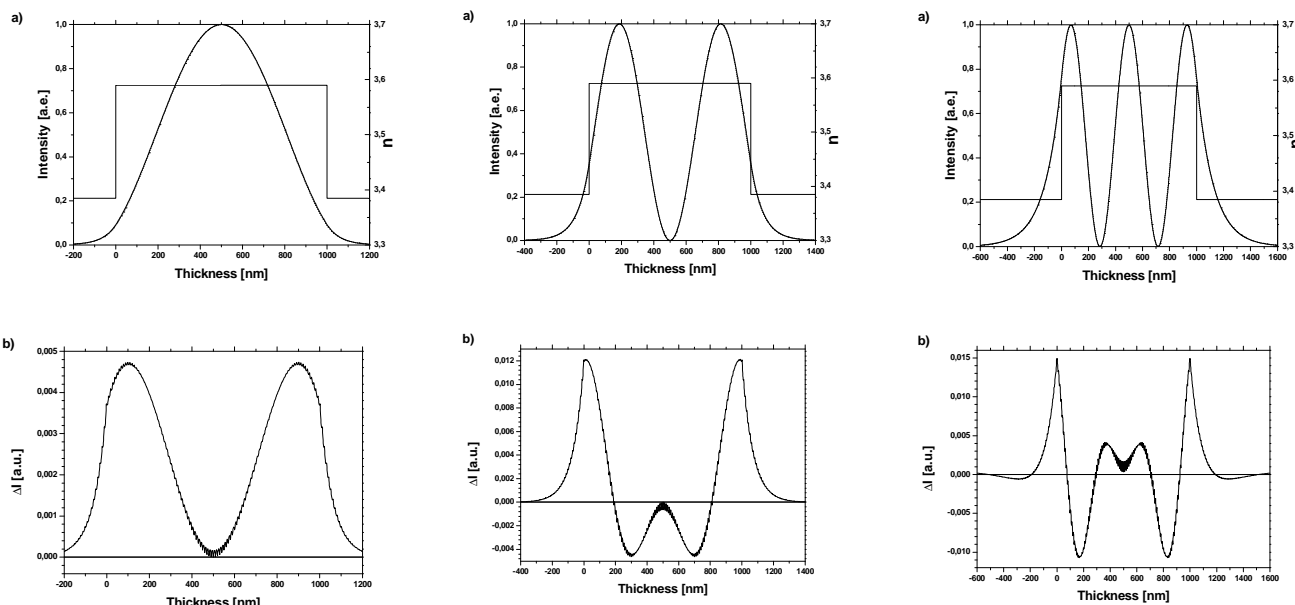 a)
1,0
0,8
0,6
0,4
0,2
0,0
Intensity [a.e.]
3,7
3,6
3,5
3,4
3,3
n
-200 0 200 400 600 800 1000 1200
Thickness [nm]
a)
1,0
0,8
0,6
0,4
0,2
0,0
Intensity [a.e.]
3,7
3,6
3,5
3,4
3,3
n
-400 -200 0 200 400 600 800 1000 1200 1400
Thickness [nm]
a)
1,0
0,8
0,6
0,4
0,2
0,0
Intensity [a.e.]
3,7
3,6
3,5
3,4
3,3
n
-600 -400 -200 0 200 400 600 800 1000 1200 1400 1600
Thickness [nm]
b)
0,005
0,004
0,003
0,002
0,001
0,000
ΔI [a.u.]
-200 0 200 400 600 800 1000 1200
Thickness [nm]
b)
0,012
0,010
0,008
0,006
0,004
0,002
0,000
-0,002
-0,004
ΔI [a.u.]
-400 -200 0 200 400 600 800 1000 1200 1400
Thickness [nm]
b)
0,015
0,010
0,005
0,000
-0,005
-0,010
ΔI [a.u.]
-600 -400 -200 0 200 400 600 800 1000 1200 1400 1600
Thickness [nm]